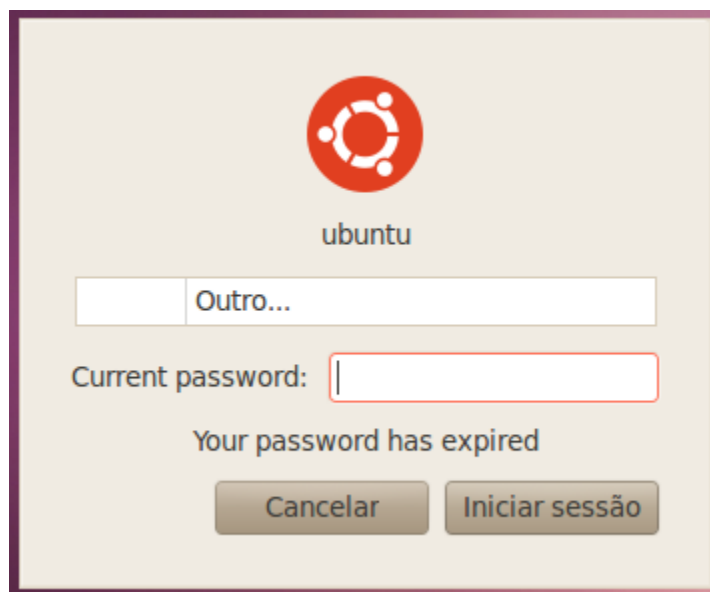 ubuntu
Outro...
Current password:
Your password has expired
Cancelar
Iniciar sessão